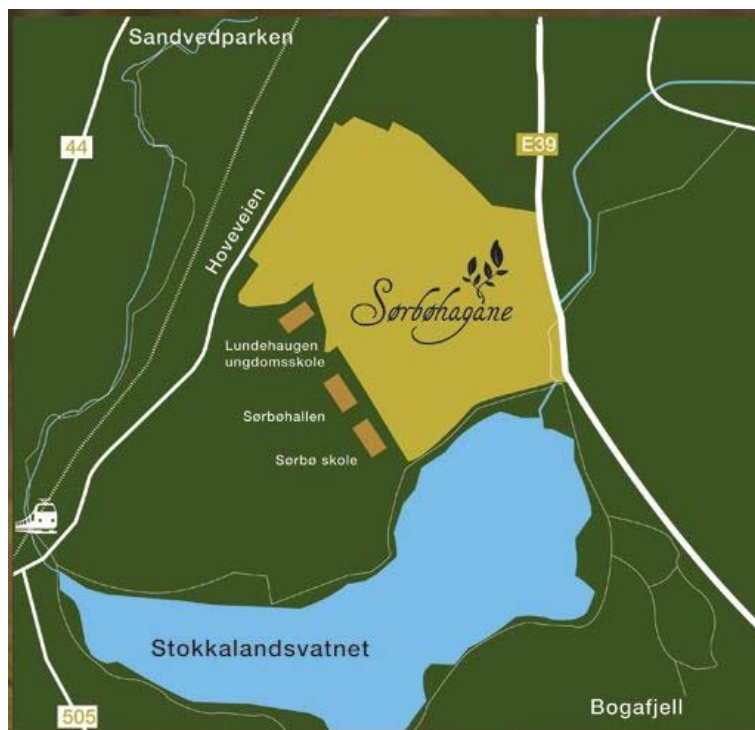 Sandvedparken
44
E39
Hoveveien
Sørbøhagane
Lundehaugen
ungdomsskole
Sørbøhallen
Sørbø skole
Stokkalandsvatnet
505
Bogafjell